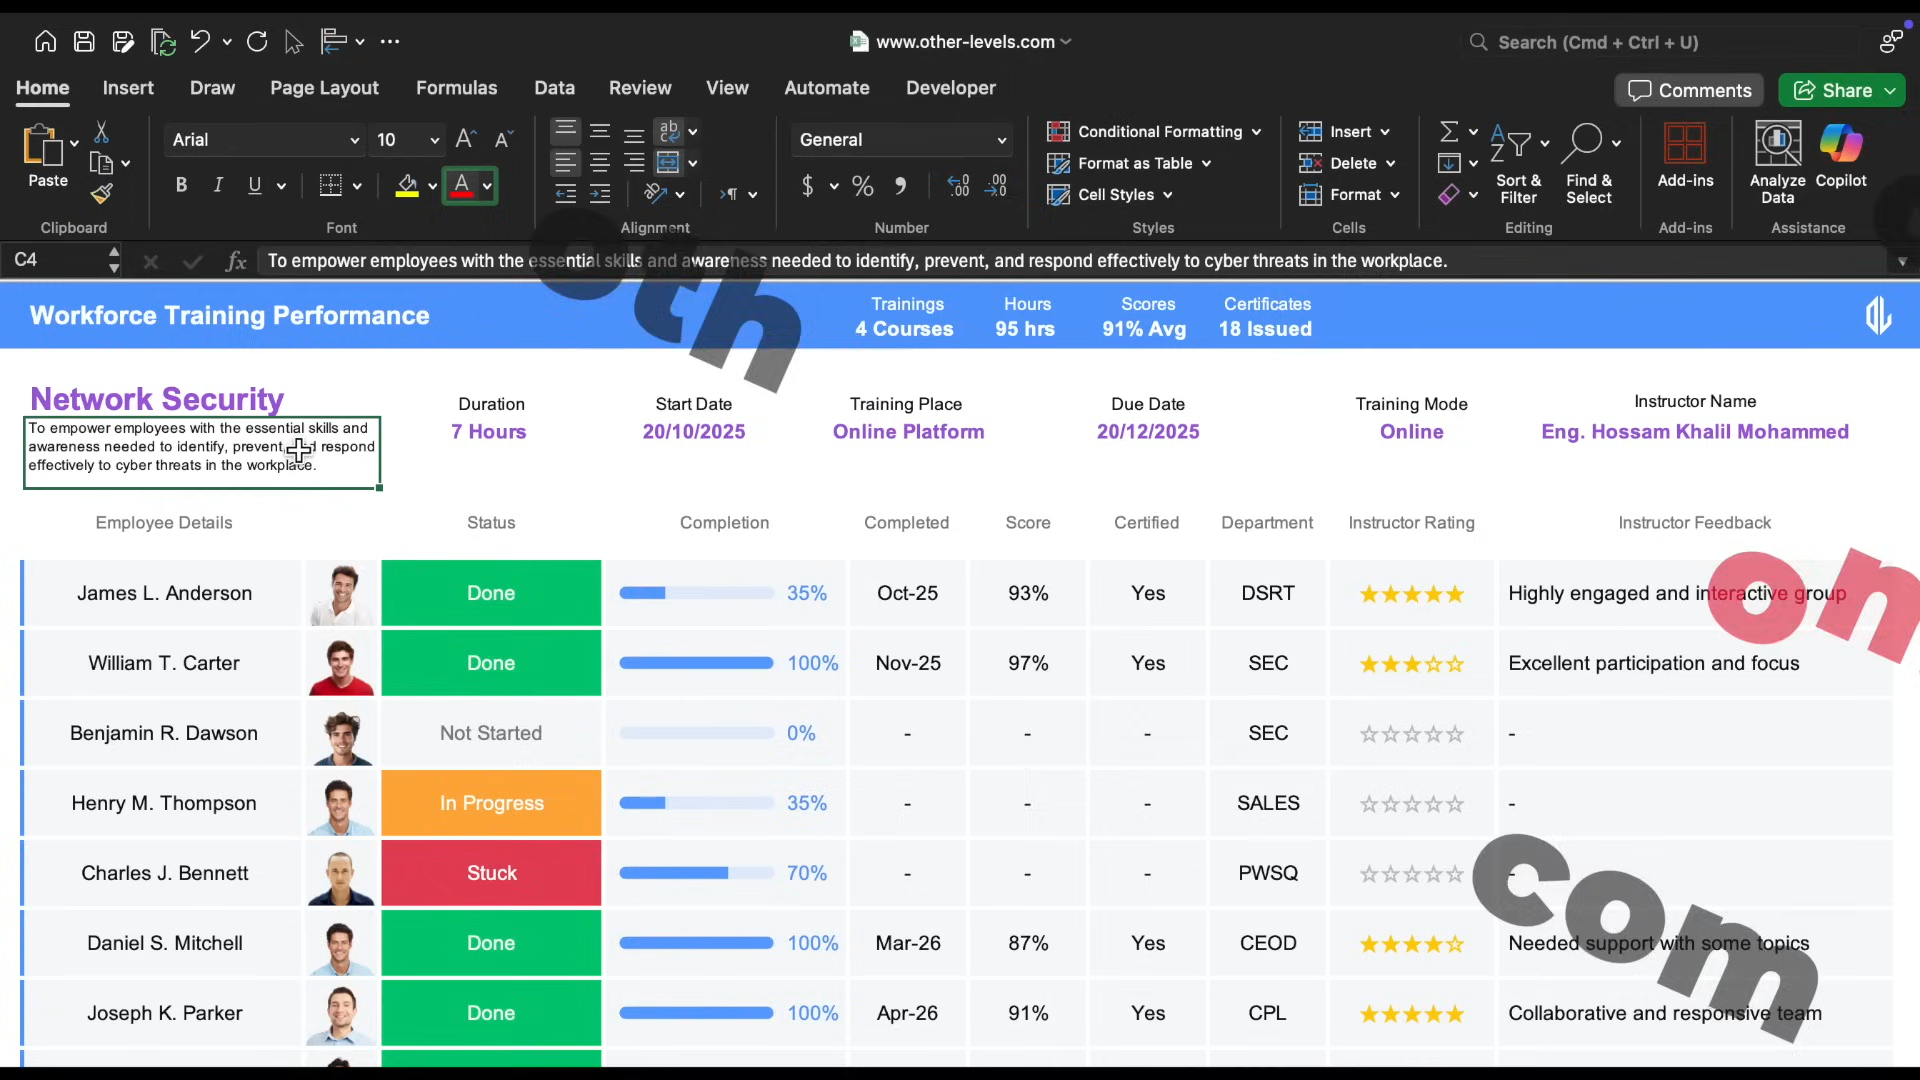 www.other-levels.com
Search (Cmd + Ctrl + U)
Home Insert Draw Page Layout Formulas Data Review View Automate Developer
Comments Share
Paste
Arial 10
B I U A
ab
General
$ % ,
Conditional Formatting
Format as Table
Cell Styles
Insert
Delete
Format
Sort & Filter
Find & Select
Add-ins
Analyze Data
Copilot
Clipboard Font Alignment Number Styles Cells Editing Add-ins Assistance
C4 fx To empower employees with the essential skills and awareness needed to identify, prevent, and respond effectively to cyber threats in the workplace.
Workforce Training Performance
Trainings Hours Scores Certificates
4 Courses 95 hrs 91% Avg 18 Issued
oth
Network Security
To empower employees with the essential skills and
awareness needed to identify, prevent respond
effectively to cyber threats in the workplace.
Duration Start Date Training Place Due Date Training Mode Instructor Name
7 Hours 20/10/2025 Online Platform 20/12/2025 Online Eng. Hossam Khalil Mohammed
Employee Details Status Completion Completed Score Certified Department Instructor Rating Instructor Feedback
James L. Anderson Done 35% Oct-25 93% Yes DSRT Highly engaged and interactive group
William T. Carter Done 100% Nov-25 97% Yes SEC Excellent participation and focus
Benjamin R. Dawson Not Started 0% - - - SEC -
Henry M. Thompson In Progress 35% - - - SALES -
Charles J. Bennett Stuck 70% - - - PWSQ -
Daniel S. Mitchell Done 100% Mar-26 87% Yes CEOD Needed support with some topics
Joseph K. Parker Done 100% Apr-26 91% Yes CPL Collaborative and responsive team
on
com